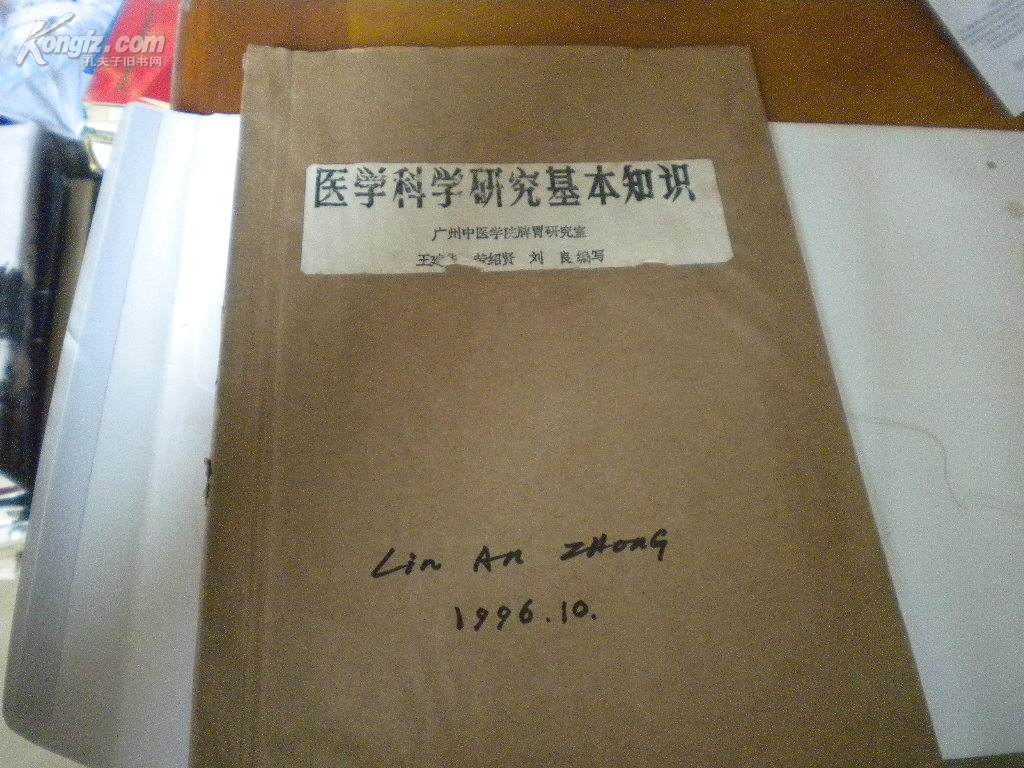 Kongfz.com
孔夫子旧书网
医学科学研究基本知识
广州中医学院脾胃研究室
王 绍贤 刘 良 编写
Lin An ZHONG
1996.10.